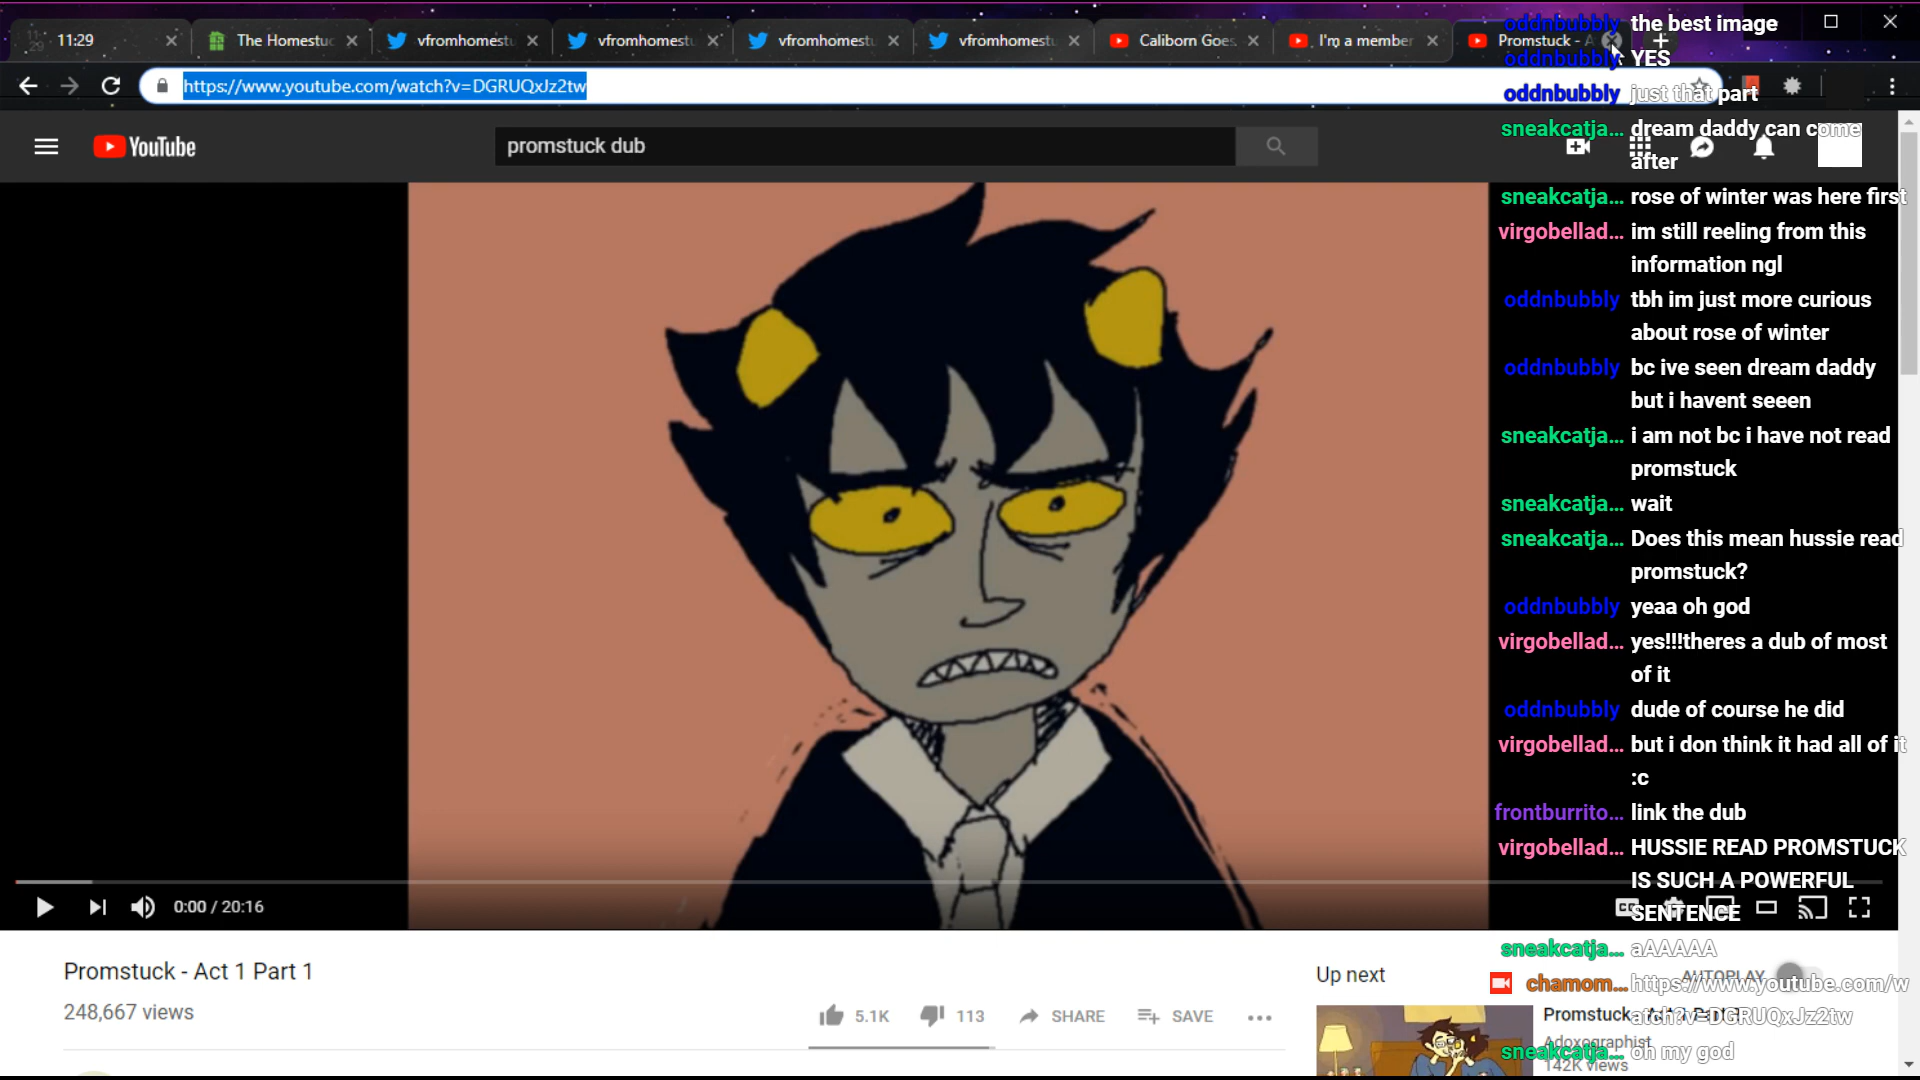 11:29
The Homestuc
vfromhomestu
vfromhomestu
vfromhomestu
vfromhomestu
Caliborn Goes
I'm a member
Promstuck - A
https://www.youtube.com/watch?v=DGRUQxJz2tw
YouTube
promstuck dub
oddnbubbly the best image
oddnbubbly YES
oddnbubbly just that part
sneakcatja... dream daddy can come
after
sneakcatja... rose of winter was here first
virgobellad... im still reeling from this
information ngl
oddnbubbly tbh im just more curious
about rose of winter
oddnbubbly bc ive seen dream daddy
but i havent seeen
sneakcatja... i am not bc i have not read
promstuck
sneakcatja... wait
sneakcatja... Does this mean hussie read
promstuck?
oddnbubbly yeaa oh god
virgobellad... yes!!!theres a dub of most
of it
oddnbubbly dude of course he did
virgobellad... but i don think it had all of it
:c
frontburrito... link the dub
virgobellad... HUSSIE READ PROMSTUCK
IS SUCH A POWERFUL
SENTENCE
sneakcatja... aAAAAA
chamom... https://www.youtube.com/w
atch?v=DGRUQxJz2tw
sneakcatja... oh my god
0:00 / 20:16
Promstuck - Act 1 Part 1
248,667 views
5.1K
113
SHARE
SAVE
Up next
AUTOPLAY
Promstuck
Adoxographist
142K views